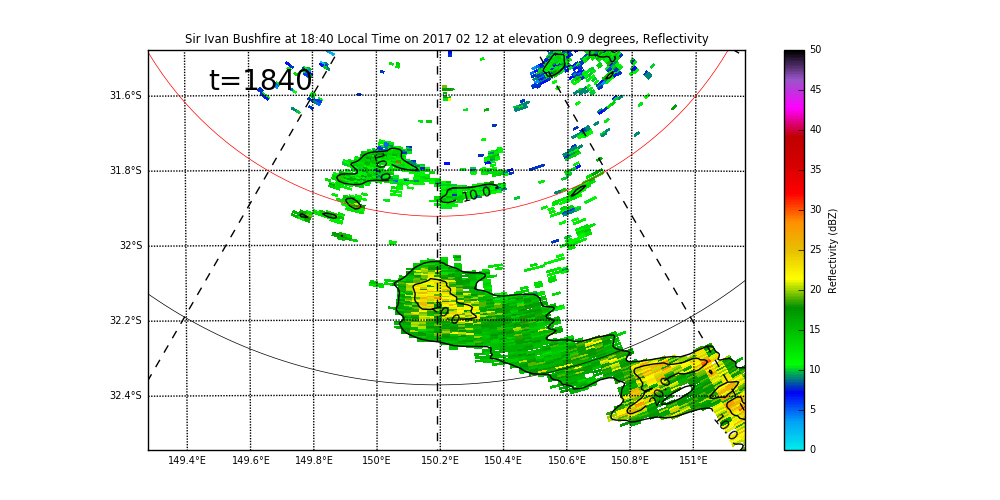 Sir Ivan Bushfire at 18:40 Local Time on 2017 02 12 at elevation 0.9 degrees, Reflectivity
t=1840
31.6°S
31.8°S
32°S
32.2°S
32.4°S
149.4°E 149.6°E 149.8°E 150°E 150.2°E 150.4°E 150.6°E 150.8°E 151°E
10.0
50
45
40
35
30
25
20
15
10
5
0
Reflectivity (dBZ)